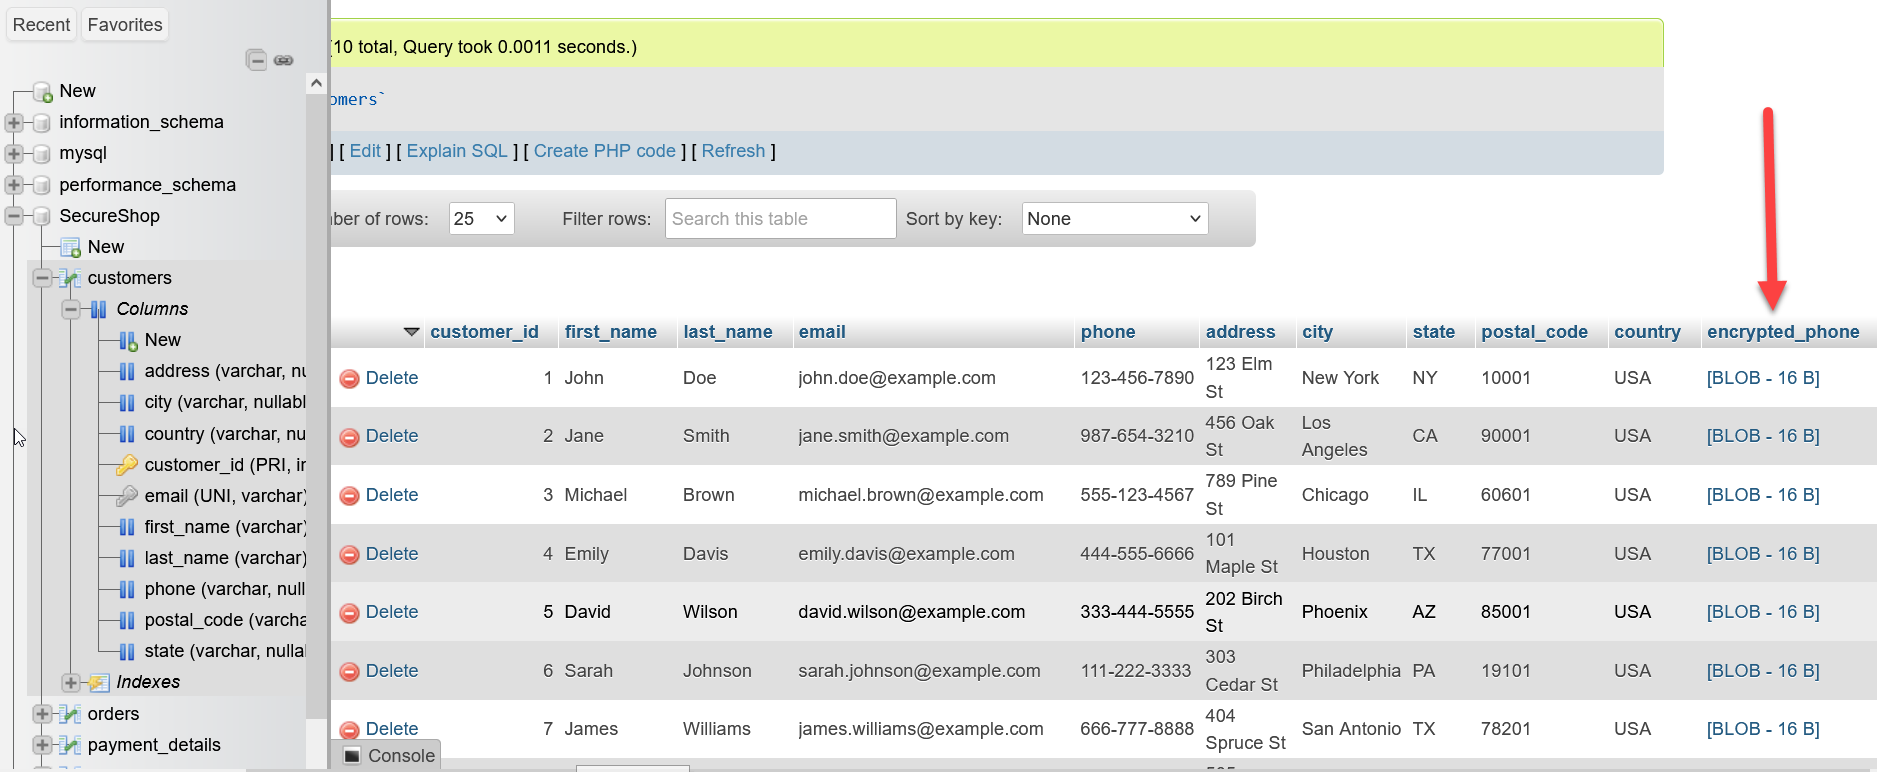 Recent Favorites
New
information_schema
mysql
performance_schema
SecureShop
New
customers
Columns
New
address (varchar, nu
city (varchar, nullabl
country (varchar, nu
customer_id (PRI, in
email (UNI, varchar)
first_name (varchar)
last_name (varchar)
phone (varchar, null
postal_code (varcha
state (varchar, nullal
Indexes
orders
payment_details
(10 total, Query took 0.0011 seconds.)
omers`
] [ Edit ] [ Explain SQL ] [ Create PHP code ] [ Refresh ]
ber of rows: 25 Filter rows: Search this table Sort by key: None
customer_id first_name last_name email phone address city state postal_code country encrypted_phone
Delete 1 John Doe john.doe@example.com 123-456-7890 123 Elm St New York NY 10001 USA [BLOB - 16 B]
Delete 2 Jane Smith jane.smith@example.com 987-654-3210 456 Oak St Los Angeles CA 90001 USA [BLOB - 16 B]
Delete 3 Michael Brown michael.brown@example.com 555-123-4567 789 Pine St Chicago IL 60601 USA [BLOB - 16 B]
Delete 4 Emily Davis emily.davis@example.com 444-555-6666 101 Maple St Houston TX 77001 USA [BLOB - 16 B]
Delete 5 David Wilson david.wilson@example.com 333-444-5555 202 Birch St Phoenix AZ 85001 USA [BLOB - 16 B]
Delete 6 Sarah Johnson sarah.johnson@example.com 111-222-3333 303 Cedar St Philadelphia PA 19101 USA [BLOB - 16 B]
Delete 7 James Williams james.williams@example.com 666-777-8888 404 Spruce St San Antonio TX 78201 USA [BLOB - 16 B]
Console